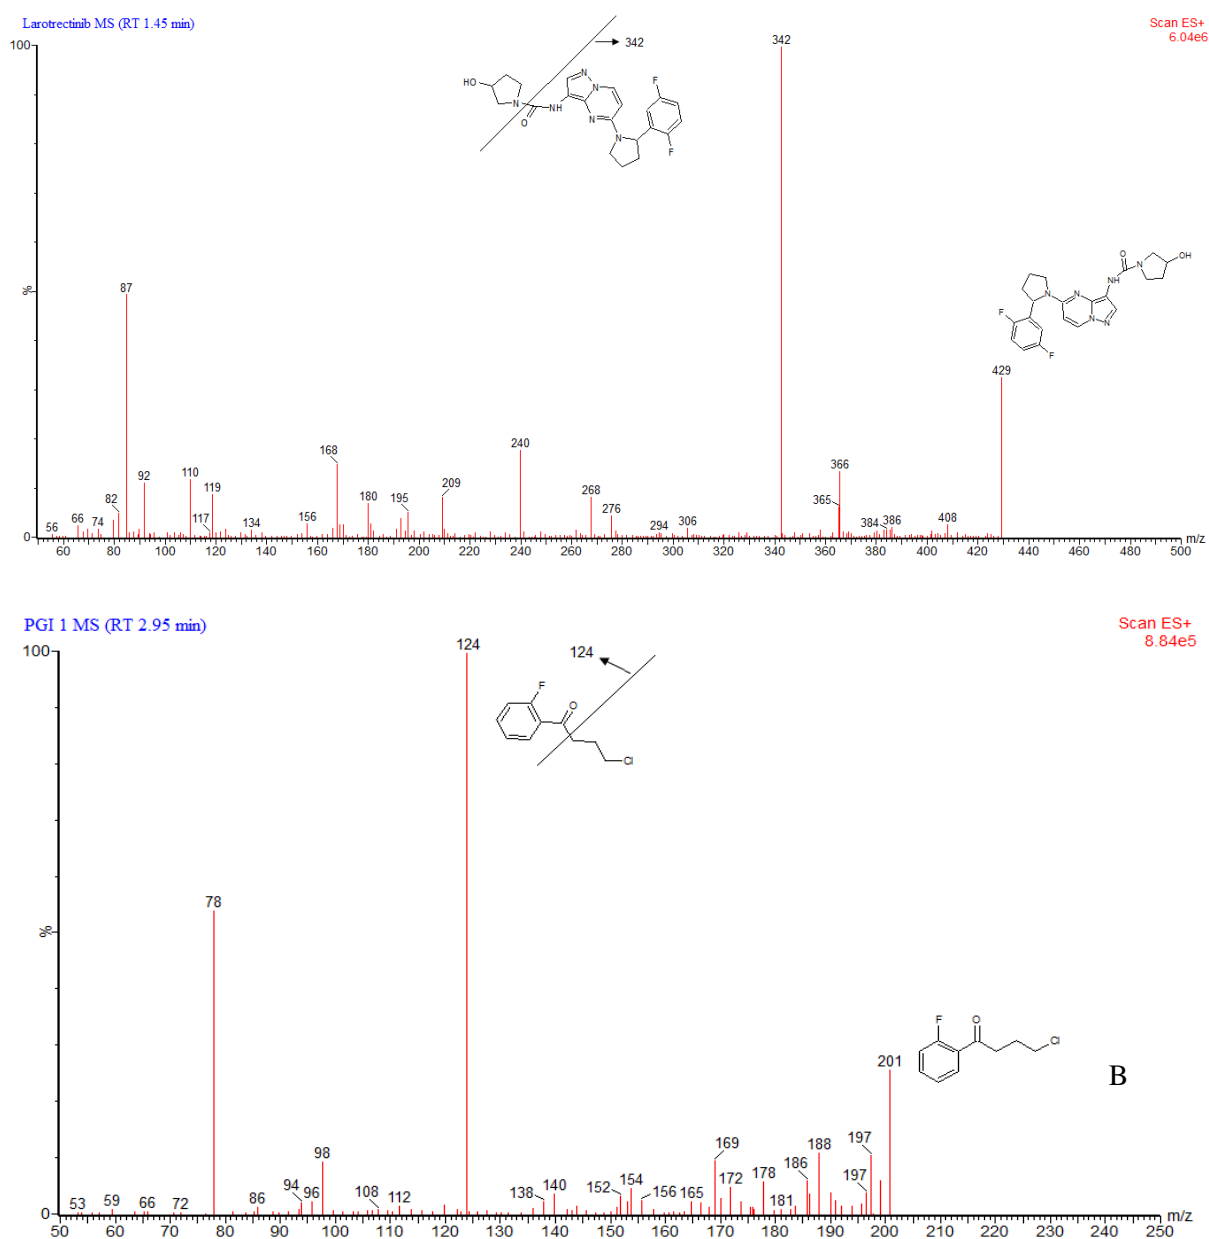 Larotrectinib MS (RT 1.45 min)
Scan ES+
6.04e6
100
%
0
342
342
HO
N
O
NH
N
N
N
N
F
F
O
N
OH
NH
N
N
N
N
F
F
429
87
92
82
66
74
56
110
119
117
134
156
168
180
195
209
240
268
276
294
306
366
365
384
386
408
60 80 100 120 140 160 180 200 220 240 260 280 300 320 340 360 380 400 420 440 460 480 500
m/z
PGI 1 MS (RT 2.95 min)
Scan ES+
8.84e5
100
%
0
124
124
F
O
Cl
F
O
Cl
B
201
78
98
53
59
66
72
86
94
96
108
112
138
140
152
154
156
165
169
172
178
181
186
188
197
197
50 60 70 80 90 100 110 120 130 140 150 160 170 180 190 200 210 220 230 240 250
m/z